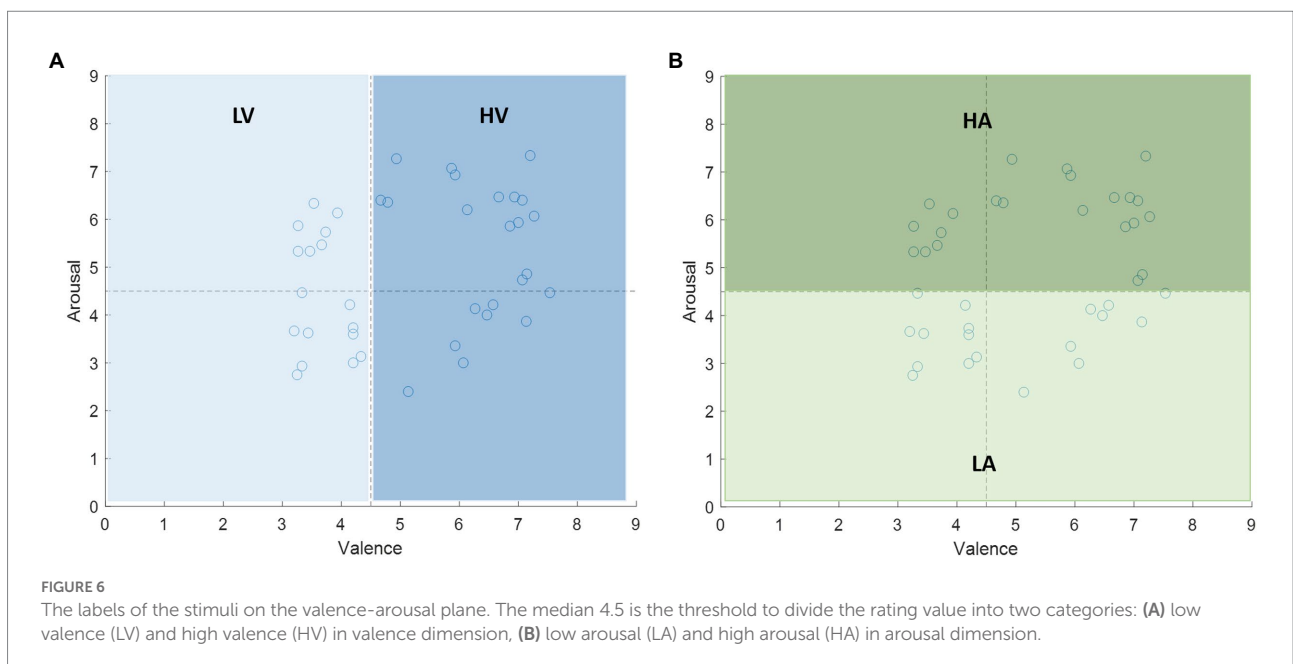 A
B
9
8
7
6
5
4
3
2
1
0
Arousal
LV
HV
0 1 2 3 4 5 6 7 8 9
Valence
9
8
7
6
5
4
3
2
1
0
Arousal
HA
LA
0 1 2 3 4 5 6 7 8 9
Valence
FIGURE 6
The labels of the stimuli on the valence-arousal plane. The median 4.5 is the threshold to divide the rating value into two categories: (A) low
valence (LV) and high valence (HV) in valence dimension, (B) low arousal (LA) and high arousal (HA) in arousal dimension.